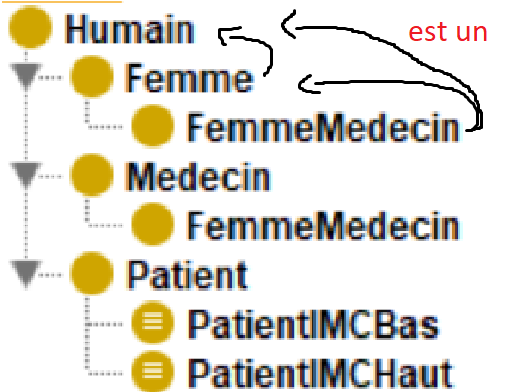 Humain
est un
Femme
FemmeMedecin
Medecin
FemmeMedecin
Patient
PatientIMCBas
PatientIMCHaut